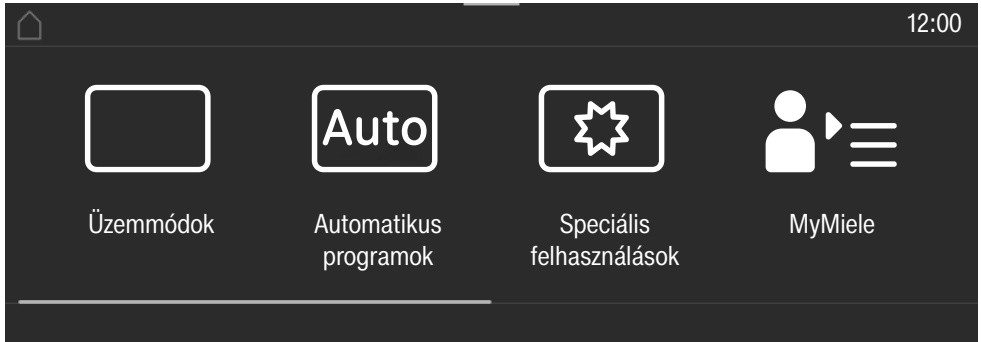 12:00
Auto
Üzemmódok
Automatikus
programok
Speciális
felhasználások
MyMiele